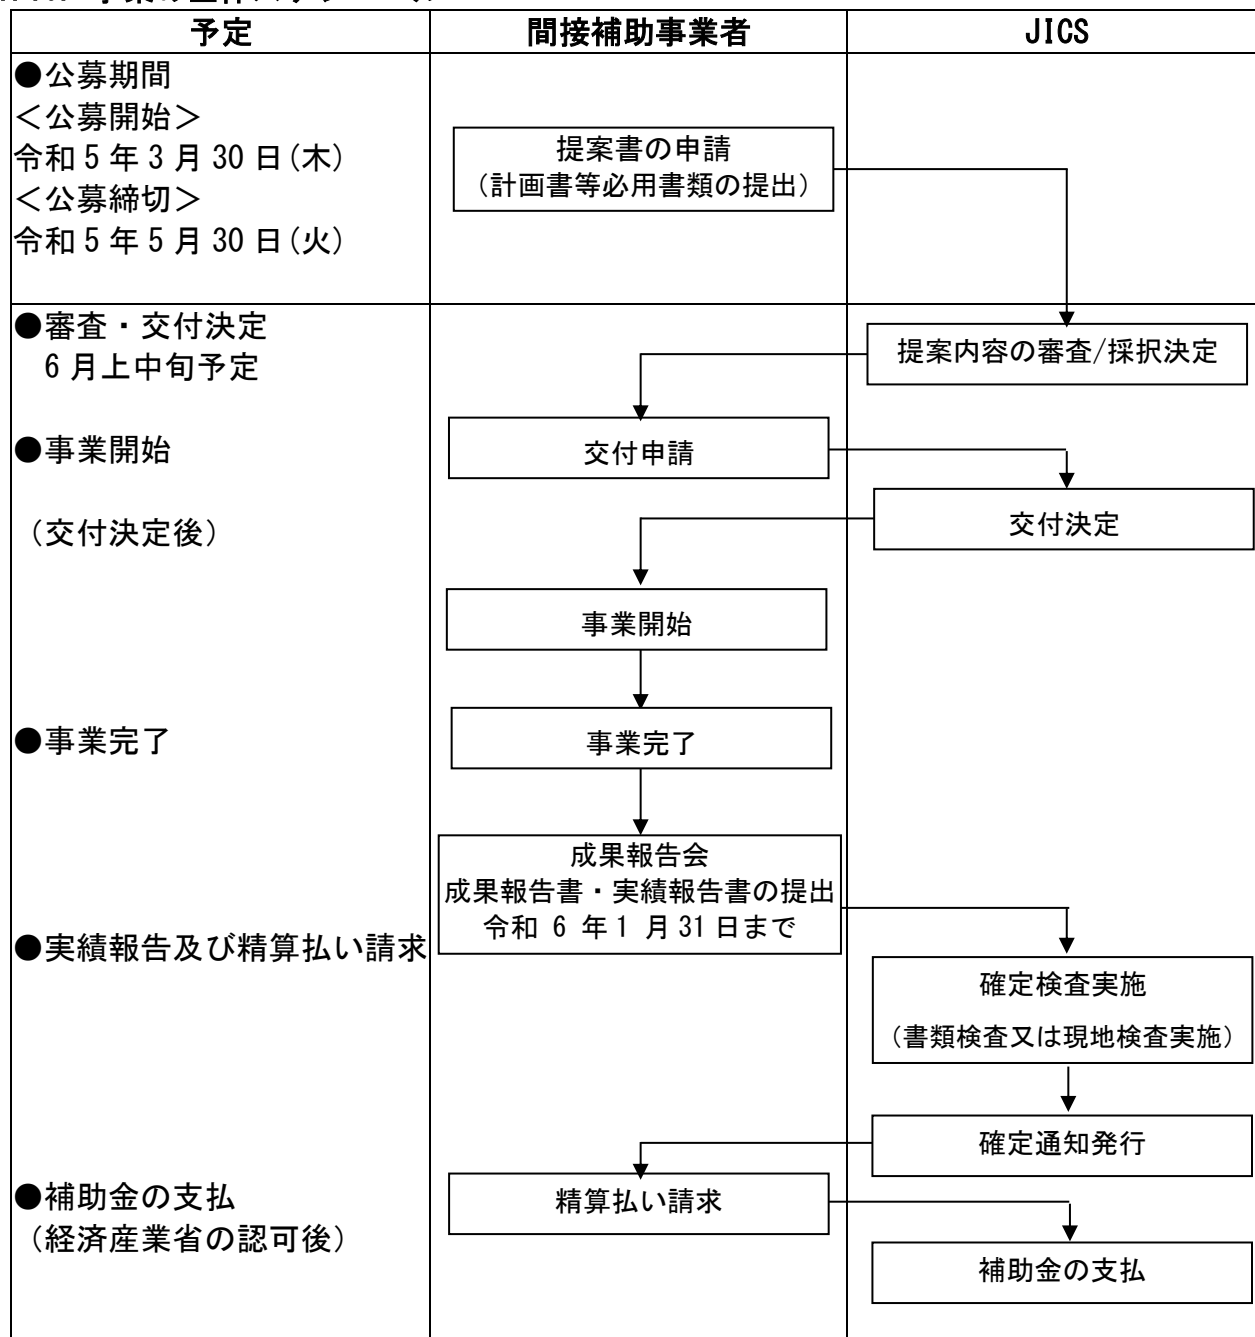 予定
間接補助事業者
JICS
●公募期間
＜公募開始＞
令和5年3月30日(木)
＜公募締切＞
令和5年5月30日(火)
提案書の申請
（計画書等必用書類の提出）
●審査・交付決定
6月上中旬予定
提案内容の審査/採択決定
●事業開始
交付申請
（交付決定後）
交付決定
事業開始
●事業完了
事業完了
成果報告会
成果報告書・実績報告書の提出
令和 6 年1 月31日まで
●実績報告及び精算払い請求
確定検査実施
（書類検査又は現地検査実施）
確定通知発行
●補助金の支払
（経済産業省の認可後）
精算払い請求
補助金の支払